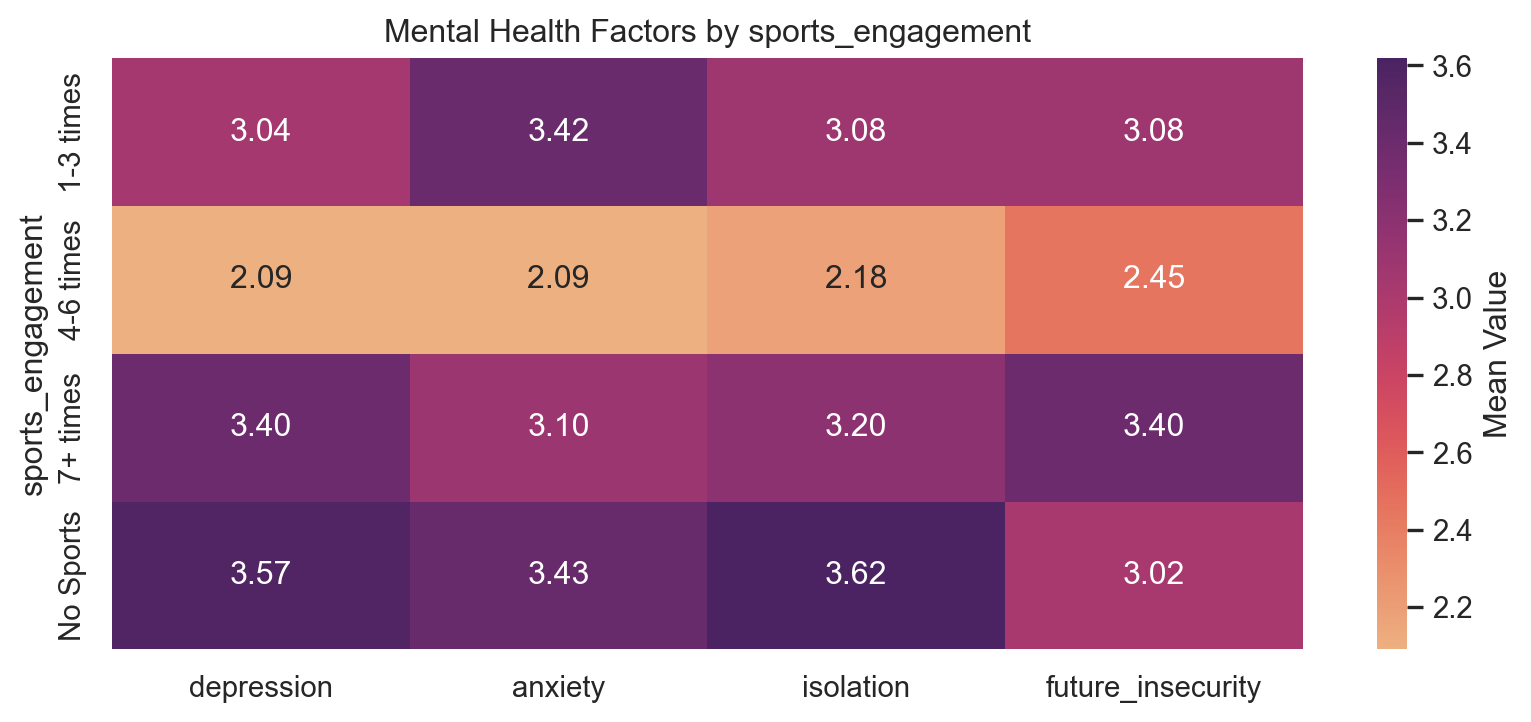 Mental Health Factors by sports_engagement
sports_engagement
1-3 times
3.04 3.42 3.08 3.08
4-6 times
2.09 2.09 2.18 2.45
7+ times
3.40 3.10 3.20 3.40
No Sports
3.57 3.43 3.62 3.02
depression anxiety isolation future_insecurity
3.6
3.4
3.2
3.0
2.8
2.6
2.4
2.2
Mean Value